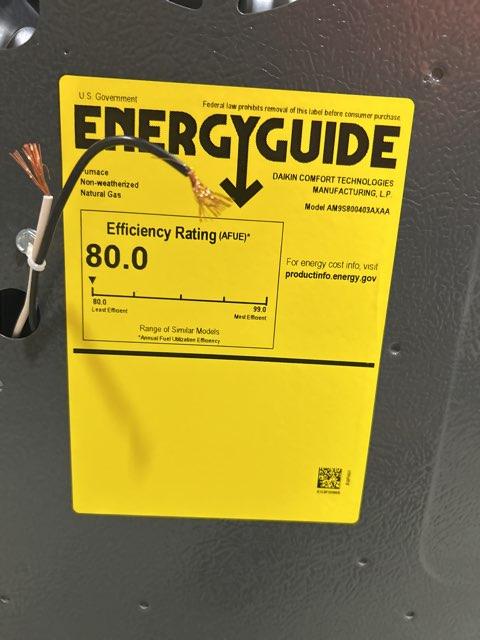 U.S. Government
Federal law prohibits removal of this label before consumer purchase.
ENERGYGUIDE
urnace
Non-weatherized
Natural Gas
DAIKIN COMFORT TECHNOLOGIES
MANUFACTURING, L.P.
Model AM9S800403AXAA
Efficiency Rating (AFUE)*
80.0
80.0
Least Efficient
99.0
Most Efficient
Range of Similar Models
*Annual Fuel Utilization Efficiency
For energy cost info, visit
productinfo.energy.gov